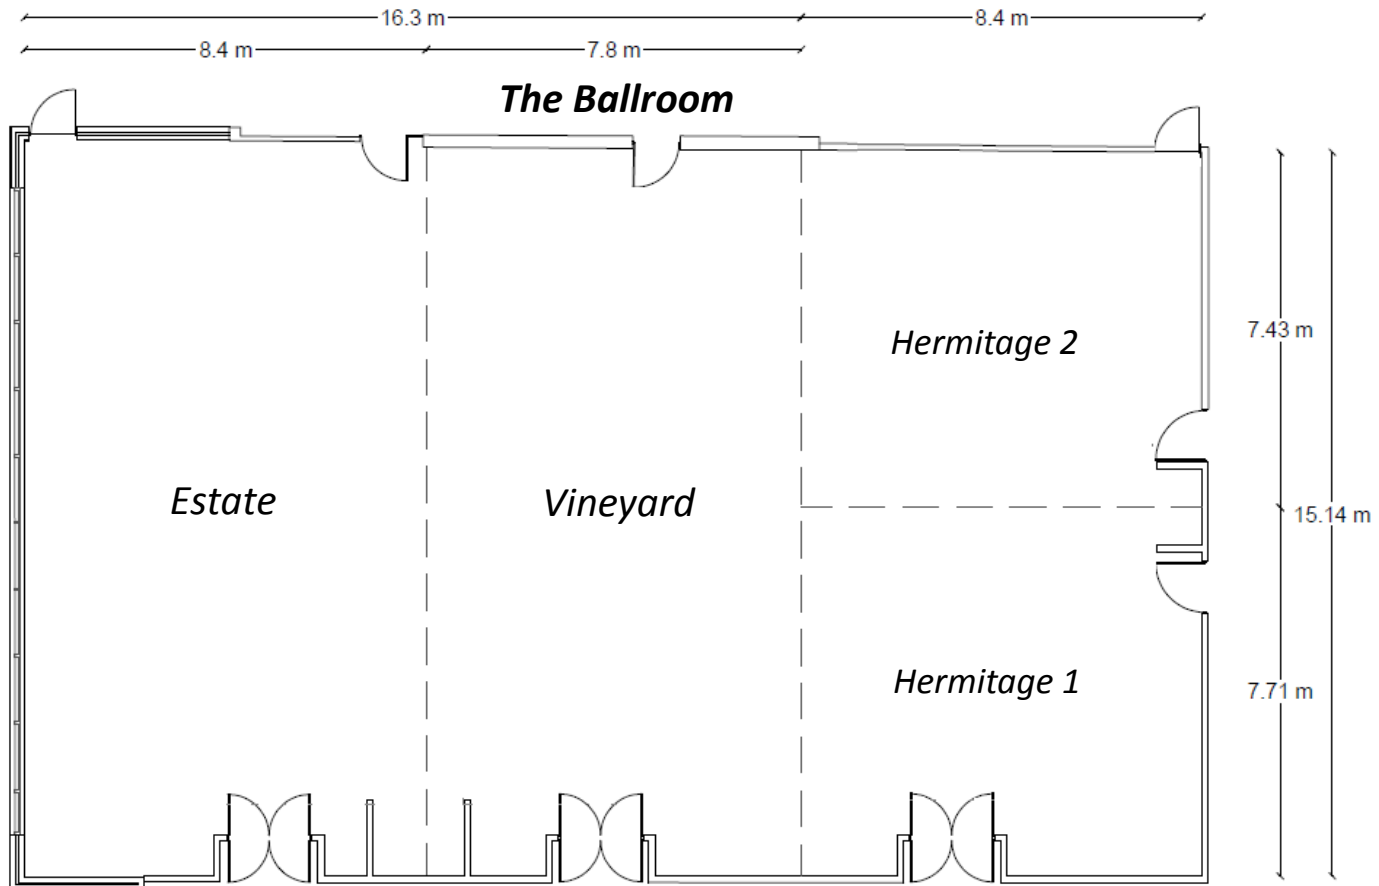 16.3 m
8.4 m
8.4 m
7.8 m
The Ballroom
Hermitage 2
7.43 m
Estate
Vineyard
15.14 m
Hermitage 1
7.71 m